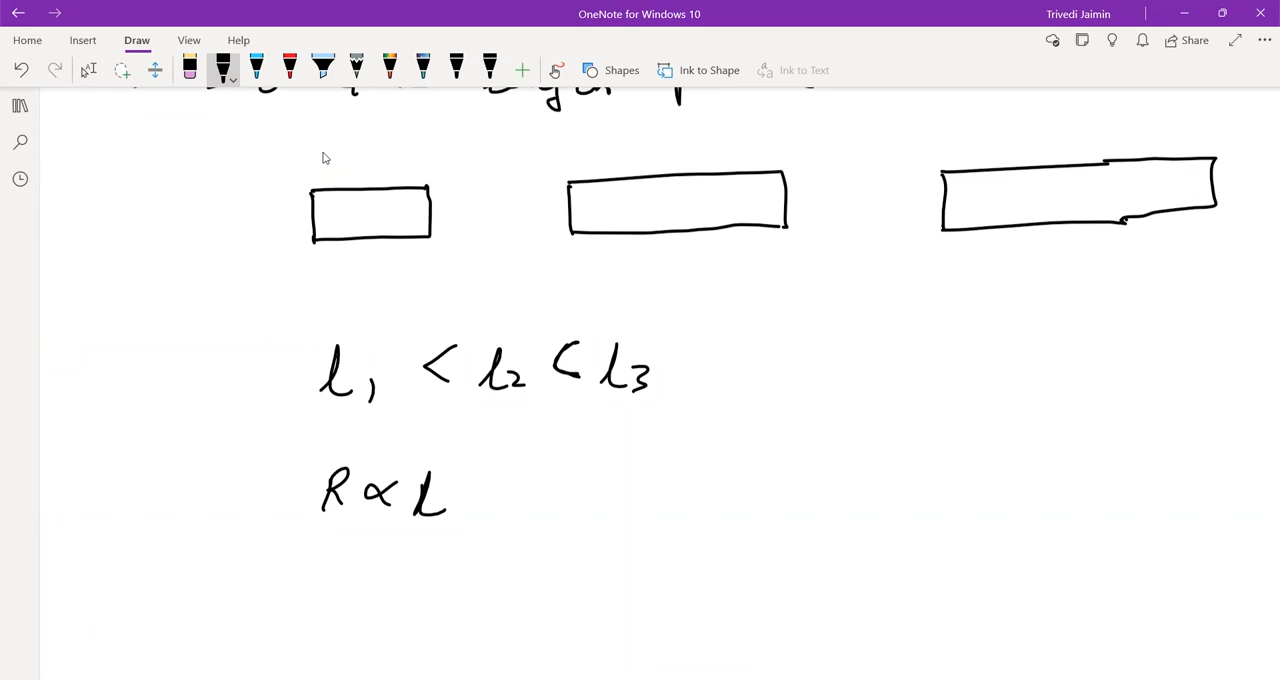 OneNote for Windows 10
Trivedi Jaimin
Home Insert Draw View Help
Share
Shapes Ink to Shape Ink to Text
l1 < l2 < l3
R ∝ l